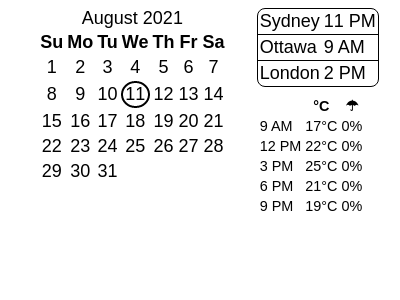 August 2021
Su Mo Tu We Th Fr Sa
1 2 3 4 5 6 7
8 9 10 11 12 13 14
15 16 17 18 19 20 21
22 23 24 25 26 27 28
29 30 31
Sydney 11 PM
Ottawa 9 AM
London 2 PM
°C ☂
9 AM 17°C 0%
12 PM 22°C 0%
3 PM 25°C 0%
6 PM 21°C 0%
9 PM 19°C 0%